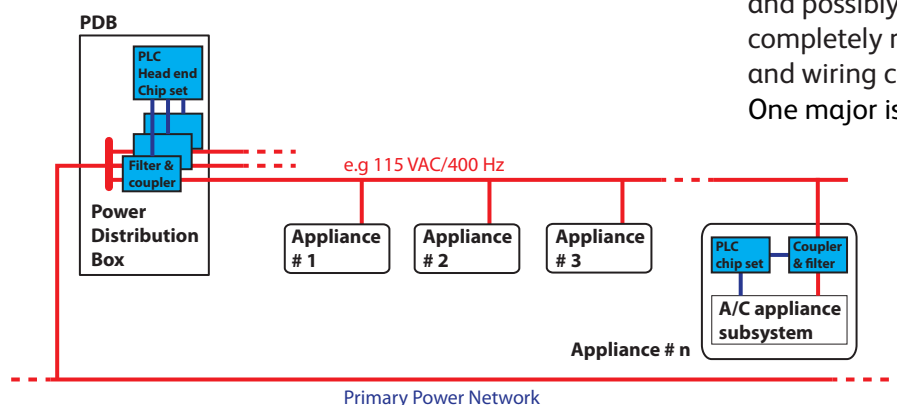 and possibly
completely
and wiring c
One major is
PDB
PLC
Head end
Chip set
Filter &
coupler
e.g 115 VAC/400 Hz
Power
Distribution
Box
Appliance
# 1
Appliance
# 2
Appliance
# 3
PLC
chip set
Coupler
& filter
A/C appliance
subsystem
Appliance # n
Primary Power Network